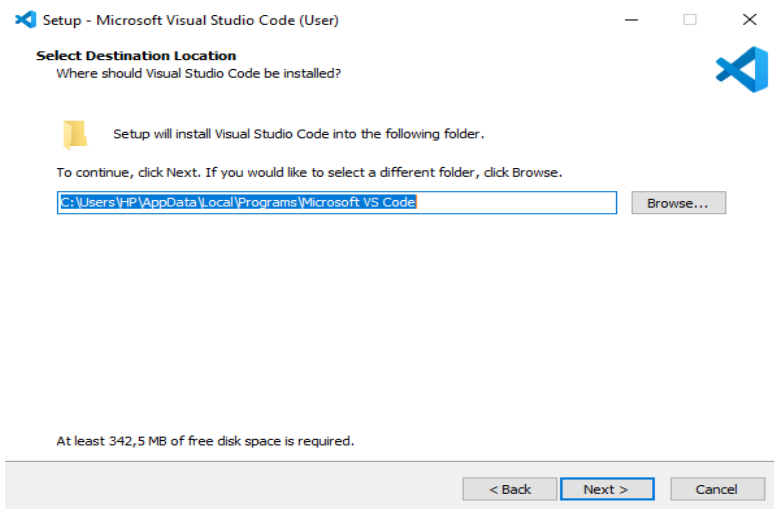 Setup - Microsoft Visual Studio Code (User)
Select Destination Location
Where should Visual Studio Code be installed?
Setup will install Visual Studio Code into the following folder.
To continue, click Next. If you would like to select a different folder, click Browse.
C:\Users\HP\AppData\Local\Programs\Microsoft VS Code
Browse...
At least 342,5 MB of free disk space is required.
< Back
Next >
Cancel